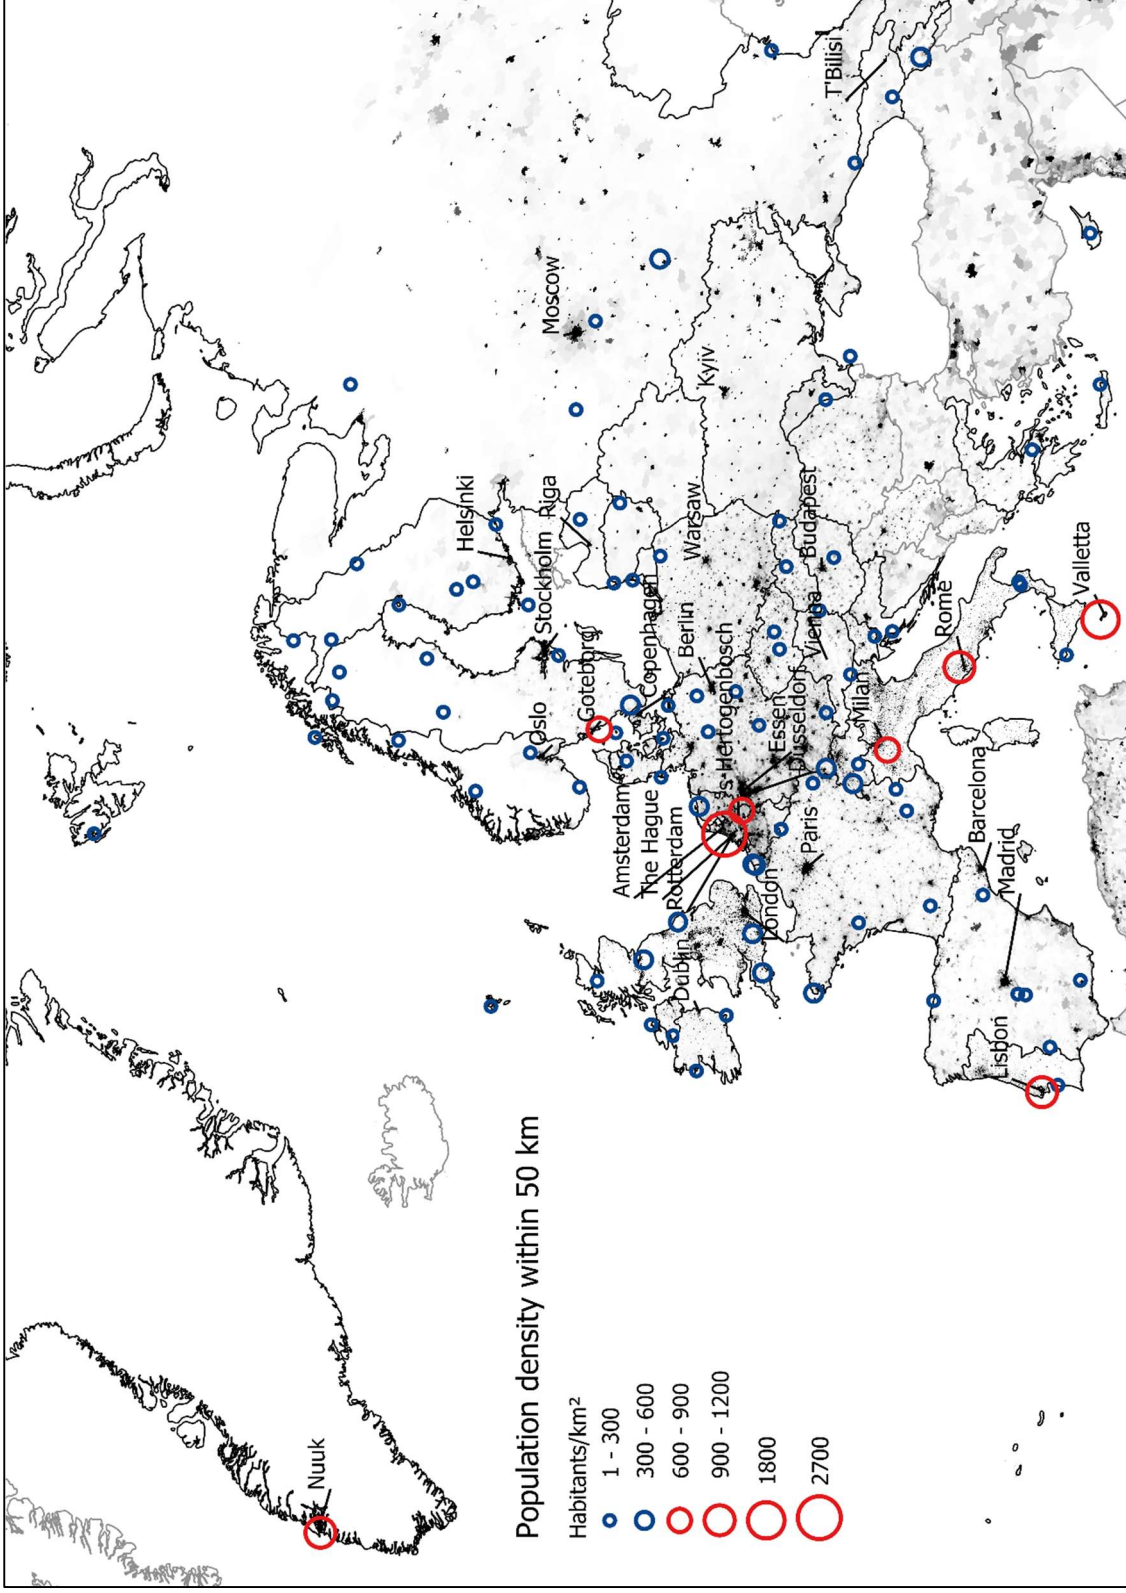 Population density within 50 km
Habitants/km²
1 - 300
300 - 600
600 - 900
900 - 1200
1800
2700
Nuuk
Helsinki
Stockholm
Riga
Oslo
Goteborg
Copenhagen
Moscow
Kyiv
Warsaw
Berlin
Amsterdam
The Hague
Rotterdam
s-Hertogenbosch
Essen
Dusseldorf
Dublin
London
Paris
Vienna
Budapest
Milan
Rome
Valletta
Barcelona
Madrid
Lisbon
T'Bilisi